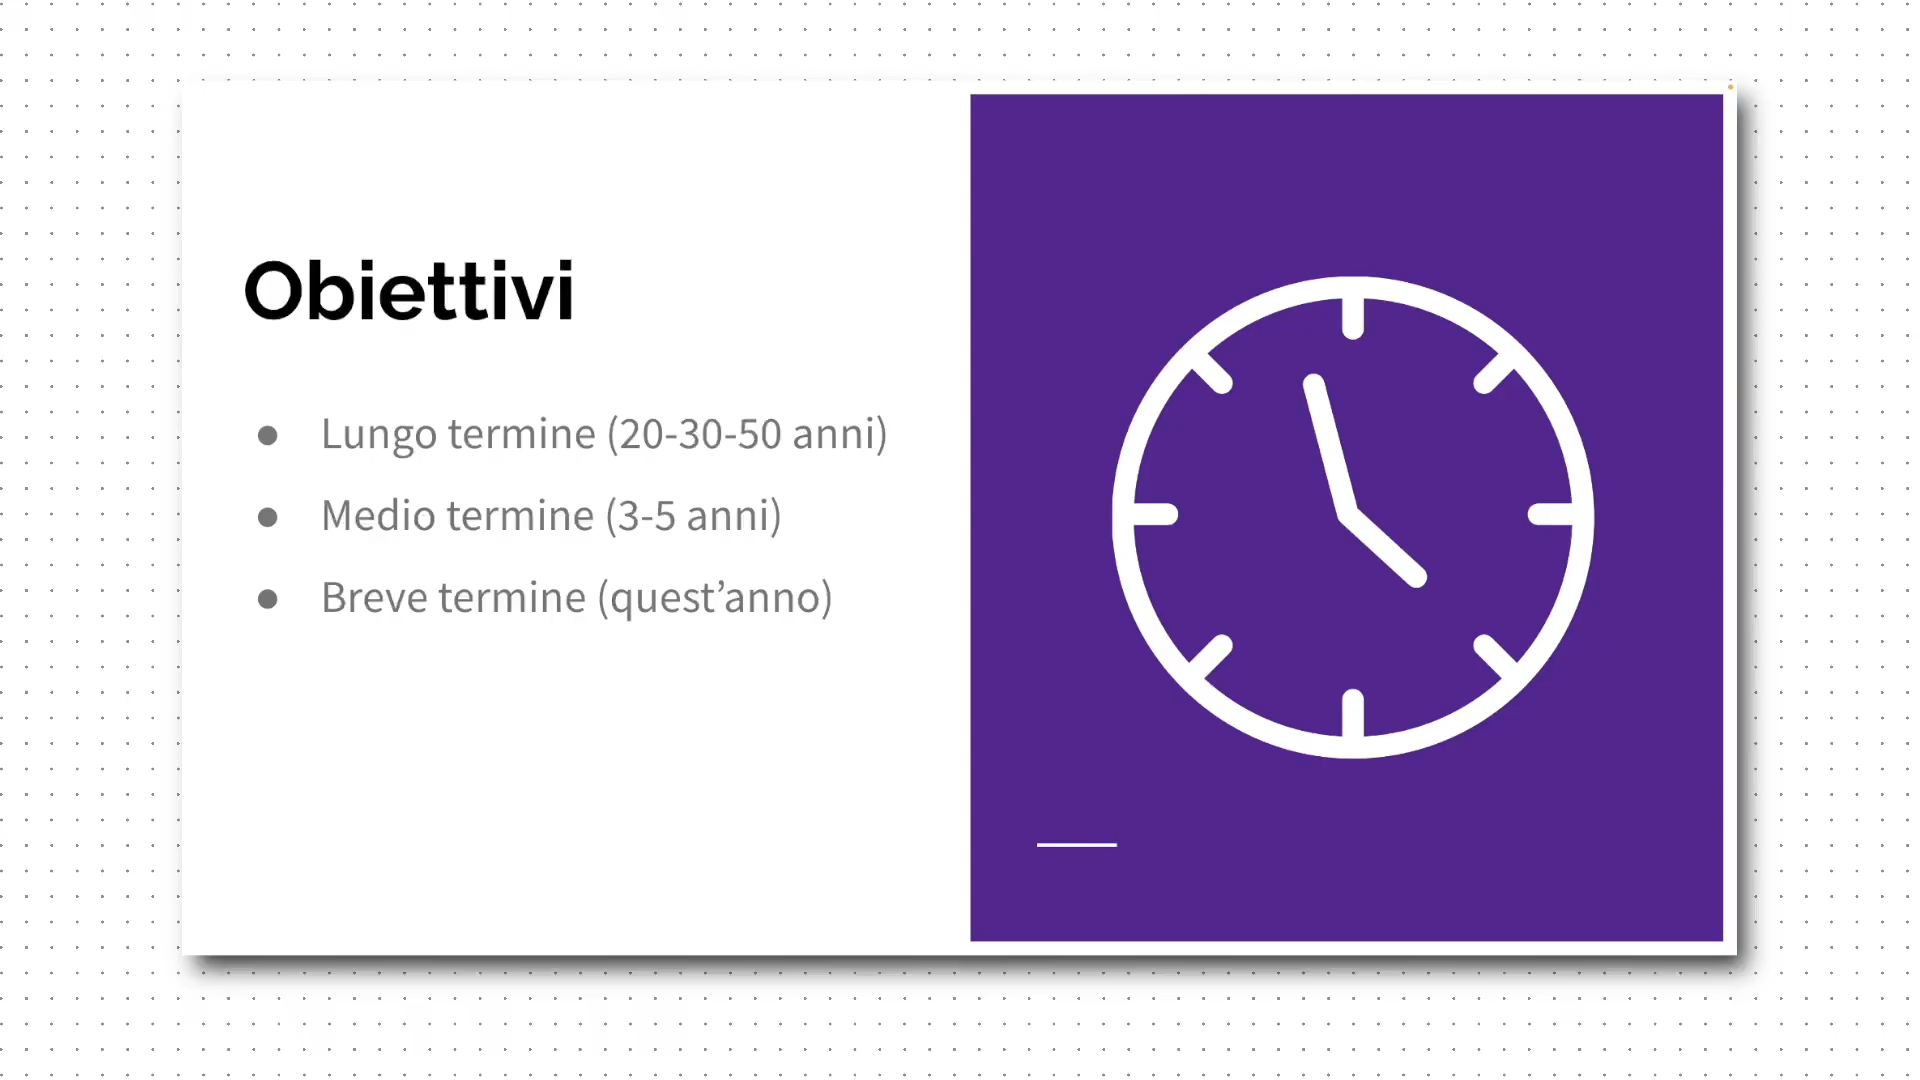 Obiettivi
● Lungo termine (20-30-50 anni)
● Medio termine (3-5 anni)
● Breve termine (quest’anno)